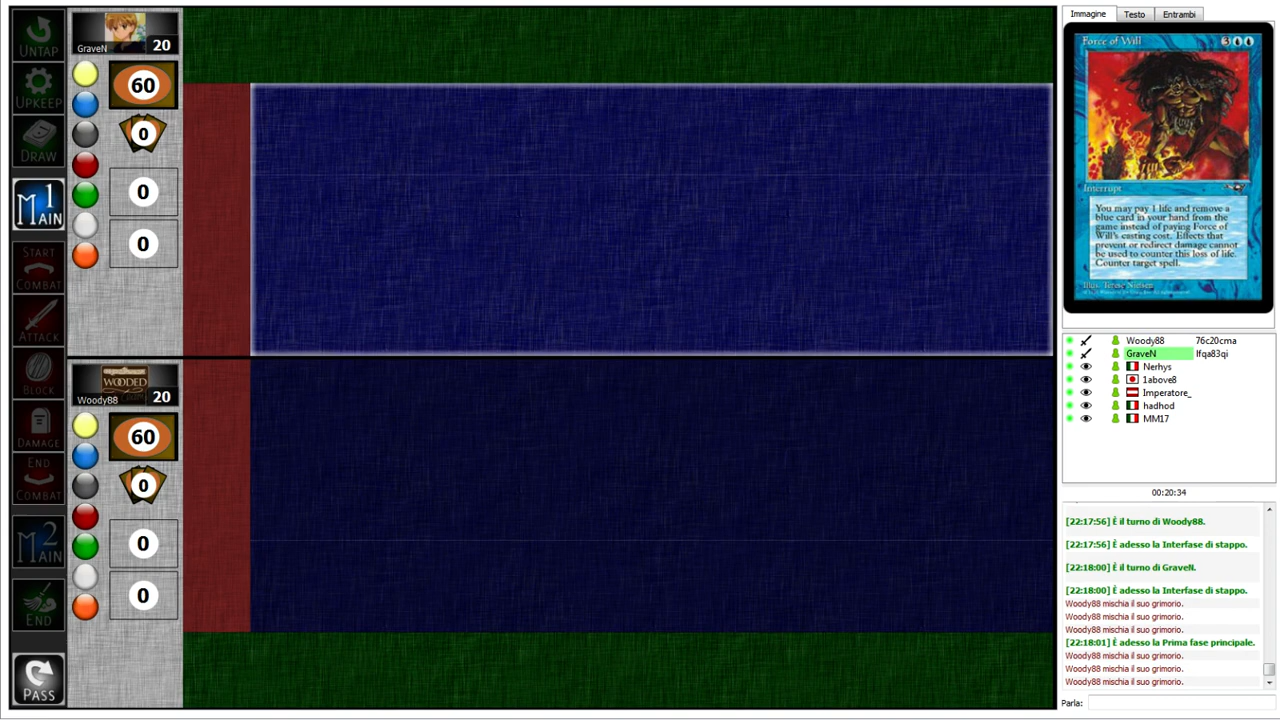 UNTAP
UPKEEP
DRAW
M1
MAIN
START
COMBAT
ATTACK
BLOCK
DAMAGE
END
COMBAT
M2
MAIN
END
PASS
GraveN
20
60
0
0
0
WOODED
Woody88
20
60
0
0
0
Immagine
Testo
Entrambi
Force of Will
3
Interrupt
You may pay 1 life and remove a
blue card in your hand from the
game instead of paying Force of
Will's casting cost. Effects that
prevent or redirect damage cannot
be used to counter this loss of life.
Counter target spell.
Illus. Terese Nielsen
Woody88 76c20cma
GraveN lfqa83qi
Nerhys
1above8
Imperatore_
hadhod
MM17
00:20:34
[22:17:56] È il turno di Woody88.
[22:17:56] È adesso la Interfase di stappo.
[22:18:00] È il turno di GraveN.
[22:18:00] È adesso la Interfase di stappo.
Woody88 mischia il suo grimorio.
Woody88 mischia il suo grimorio.
Woody88 mischia il suo grimorio.
[22:18:01] È adesso la Prima fase principale.
Woody88 mischia il suo grimorio.
Woody88 mischia il suo grimorio.
Woody88 mischia il suo grimorio.
Parla: